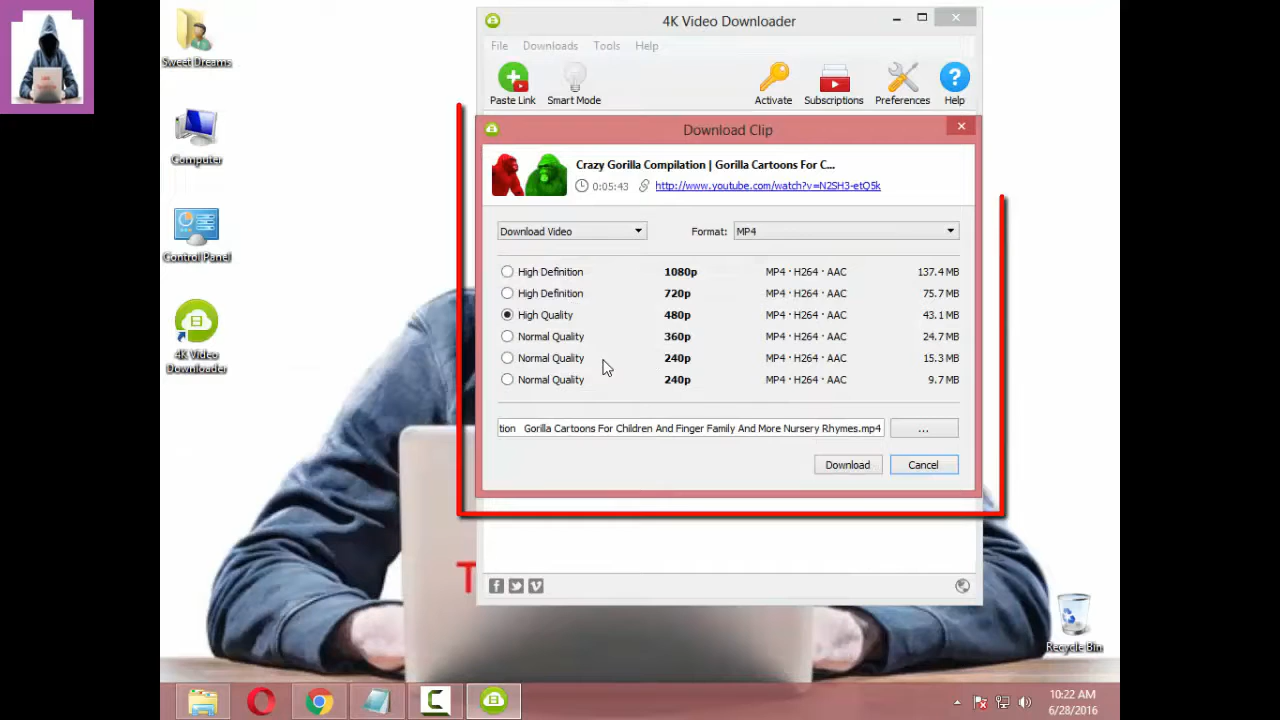 Sweet Dreams
Computer
Control Panel
4K Video
Downloader
4K Video Downloader
File Downloads Tools Help
Paste Link Smart Mode Activate Subscriptions Preferences Help
Download Clip
Crazy Gorilla Compilation | Gorilla Cartoons For C...
0:05:43 http://www.youtube.com/watch?v=N2SH3-etQ5k
Download Video Format: MP4
High Definition 1080p MP4 · H264 · AAC 137.4 MB
High Definition 720p MP4 · H264 · AAC 75.7 MB
High Quality 480p MP4 · H264 · AAC 43.1 MB
Normal Quality 360p MP4 · H264 · AAC 24.7 MB
Normal Quality 240p MP4 · H264 · AAC 15.3 MB
Normal Quality 240p MP4 · H264 · AAC 9.7 MB
tion Gorilla Cartoons For Children And Finger Family And More Nursery Rhymes.mp4 ...
Download Cancel
T
Recycle Bin
10:22 AM
6/28/2016